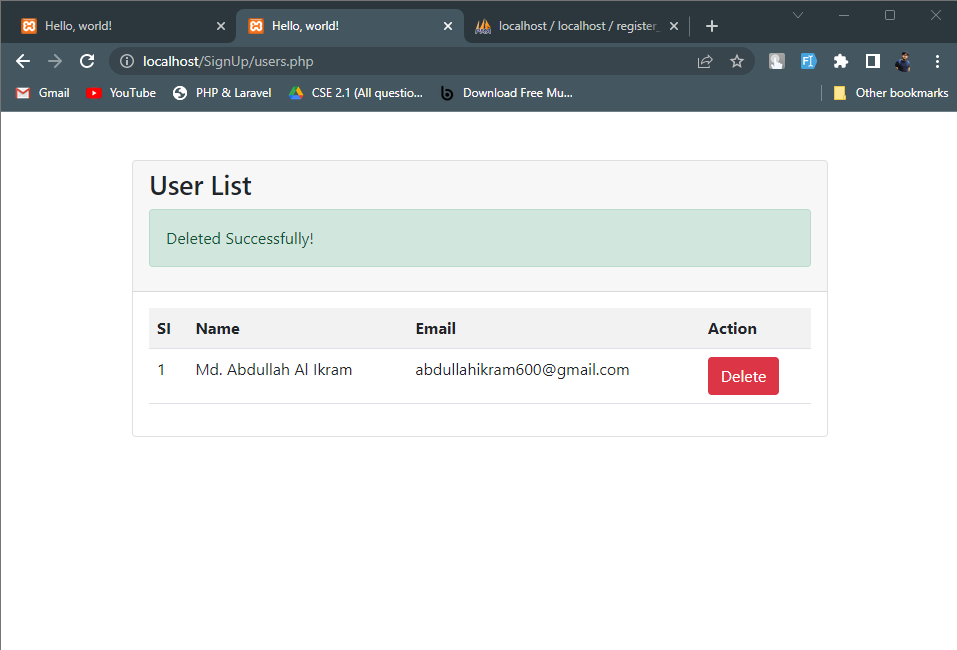 Hello, world!
Hello, world!
localhost / localhost / register_
localhost/SignUp/users.php
Gmail
YouTube
PHP & Laravel
CSE 2.1 (All questio...
Download Free Mu...
Other bookmarks
User List
Deleted Successfully!
Sl Name Email Action
1 Md. Abdullah Al Ikram abdullahikram600@gmail.com Delete